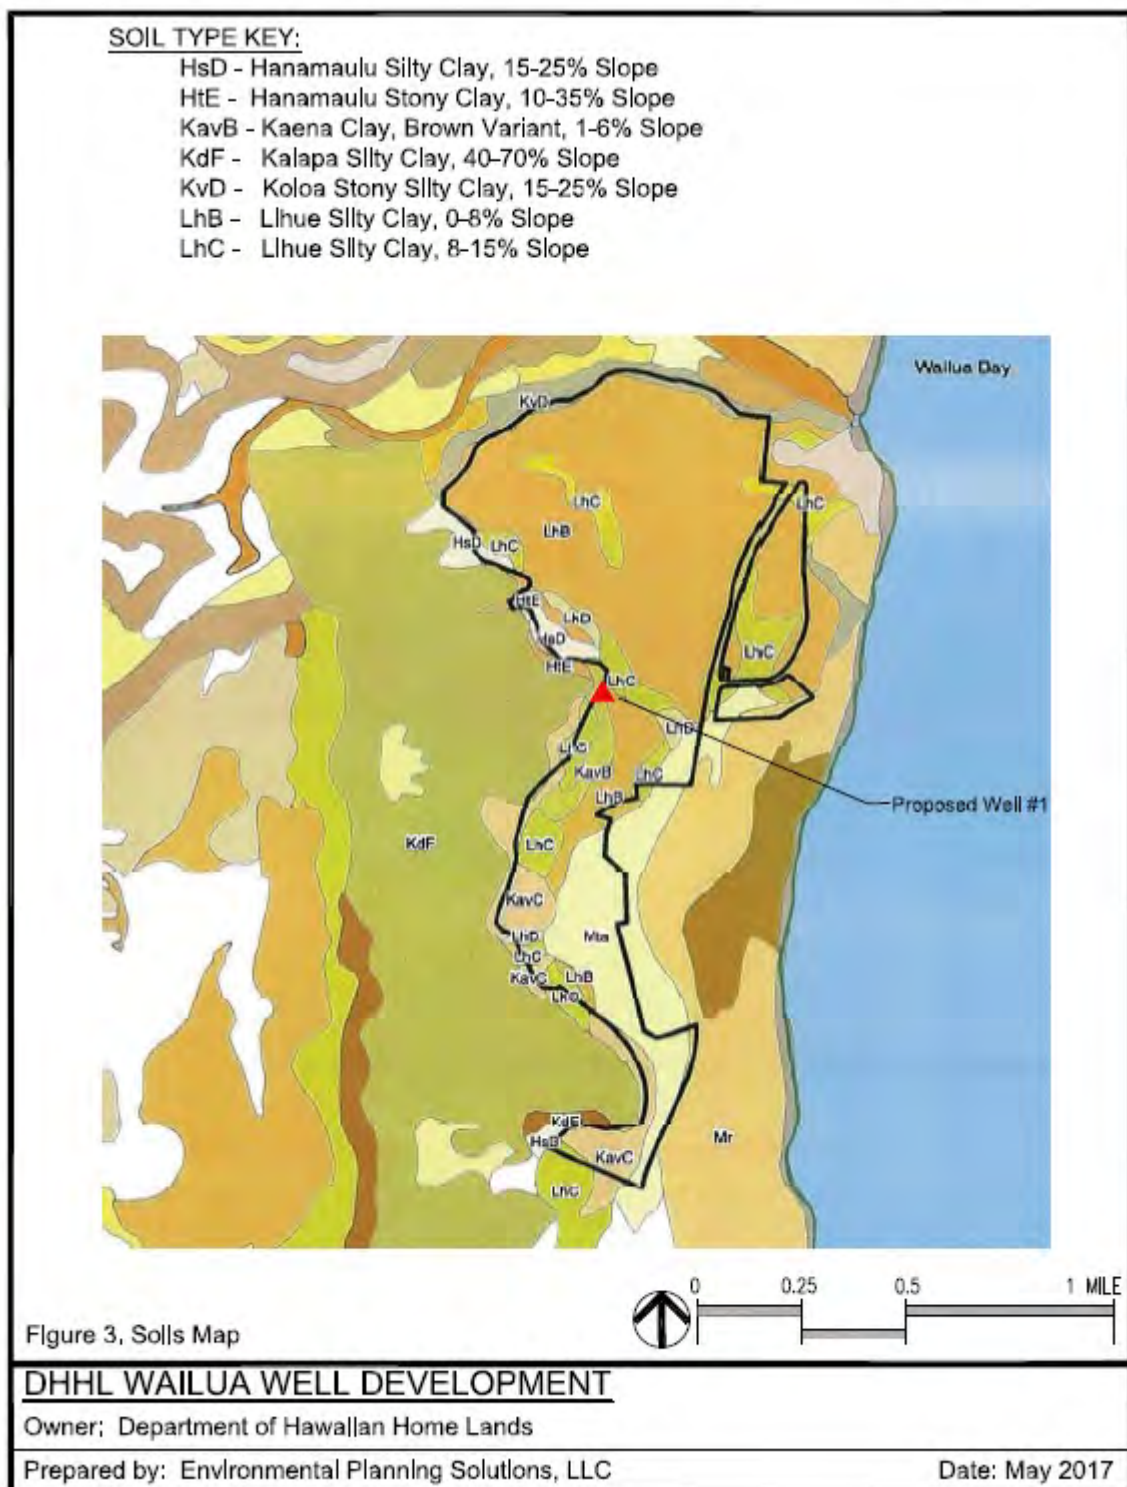 SOIL TYPE KEY:
HsD - Hanamaulu Silty Clay, 15-25% Slope
HtE - Hanamaulu Stony Clay, 10-35% Slope
KavB - Kaena Clay, Brown Variant, 1-6% Slope
KdF - Kalapa Silty Clay, 40-70% Slope
KvD - Koloa Stony Silty Clay, 15-25% Slope
LhB - Lihue Silty Clay, 0-8% Slope
LhC - Lihue Silty Clay, 8-15% Slope
Wailua Bay
KvD
LhC
LhC
LhB
HsD LhC
HtE
LhD
HsD
LhC
HtE
LhC
LhD
LhC
KavB
LhC
LhB
Proposed Well #1
KdF
LhC
KavC
LhD
Mta
LhC
KavC
LhB
LhC
KdE
HsB
KavC
Mr
LhC
0 0.25 0.5 1 MILE
Figure 3, Soils Map
DHHL WAILUA WELL DEVELOPMENT
Owner: Department of Hawaiian Home Lands
Prepared by: Environmental Planning Solutions, LLC
Date: May 2017